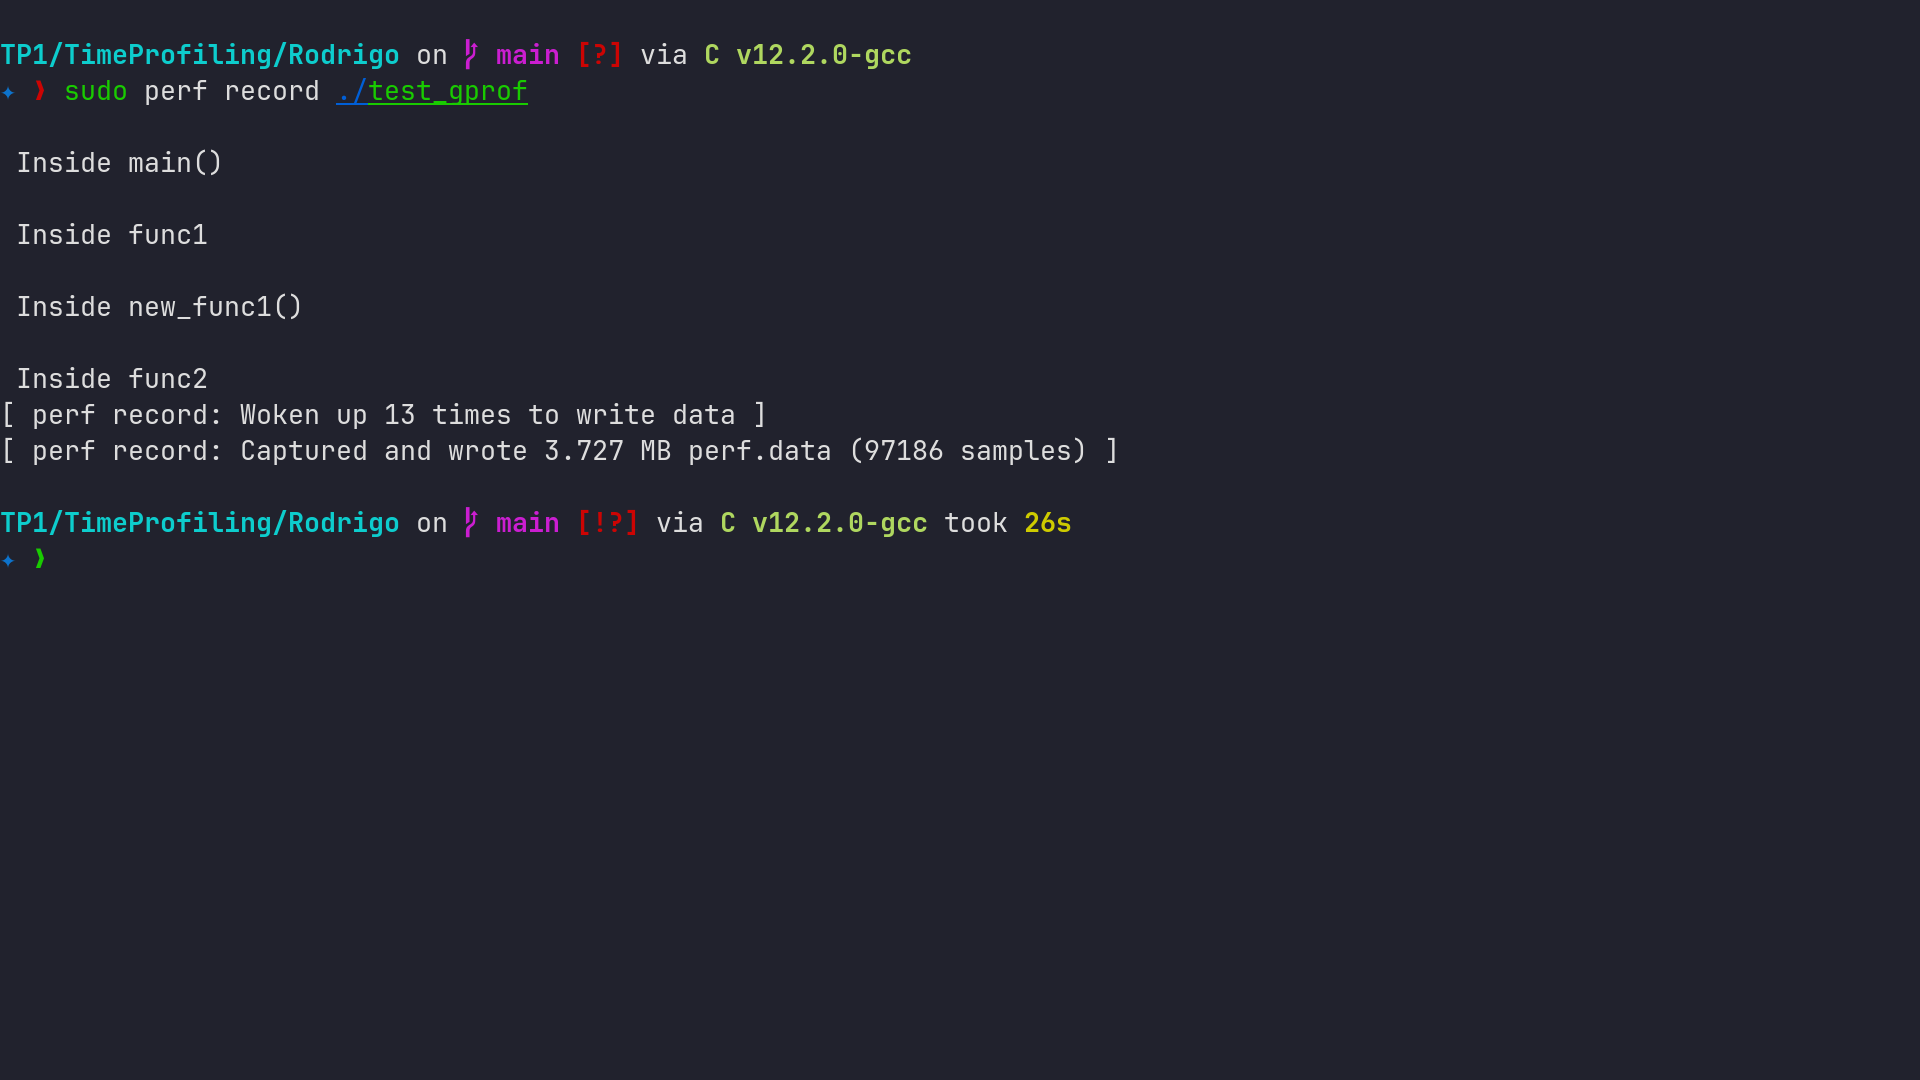 TP1/TimeProfiling/Rodrigo on main [?] via C v12.2.0-gcc
✦ ❱ sudo perf record ./test_gprof
Inside main()
Inside func1
Inside new_func1()
Inside func2
[ perf record: Woken up 13 times to write data ]
[ perf record: Captured and wrote 3.727 MB perf.data (97186 samples) ]
TP1/TimeProfiling/Rodrigo on main [!?] via C v12.2.0-gcc took 26s
✦ ❱